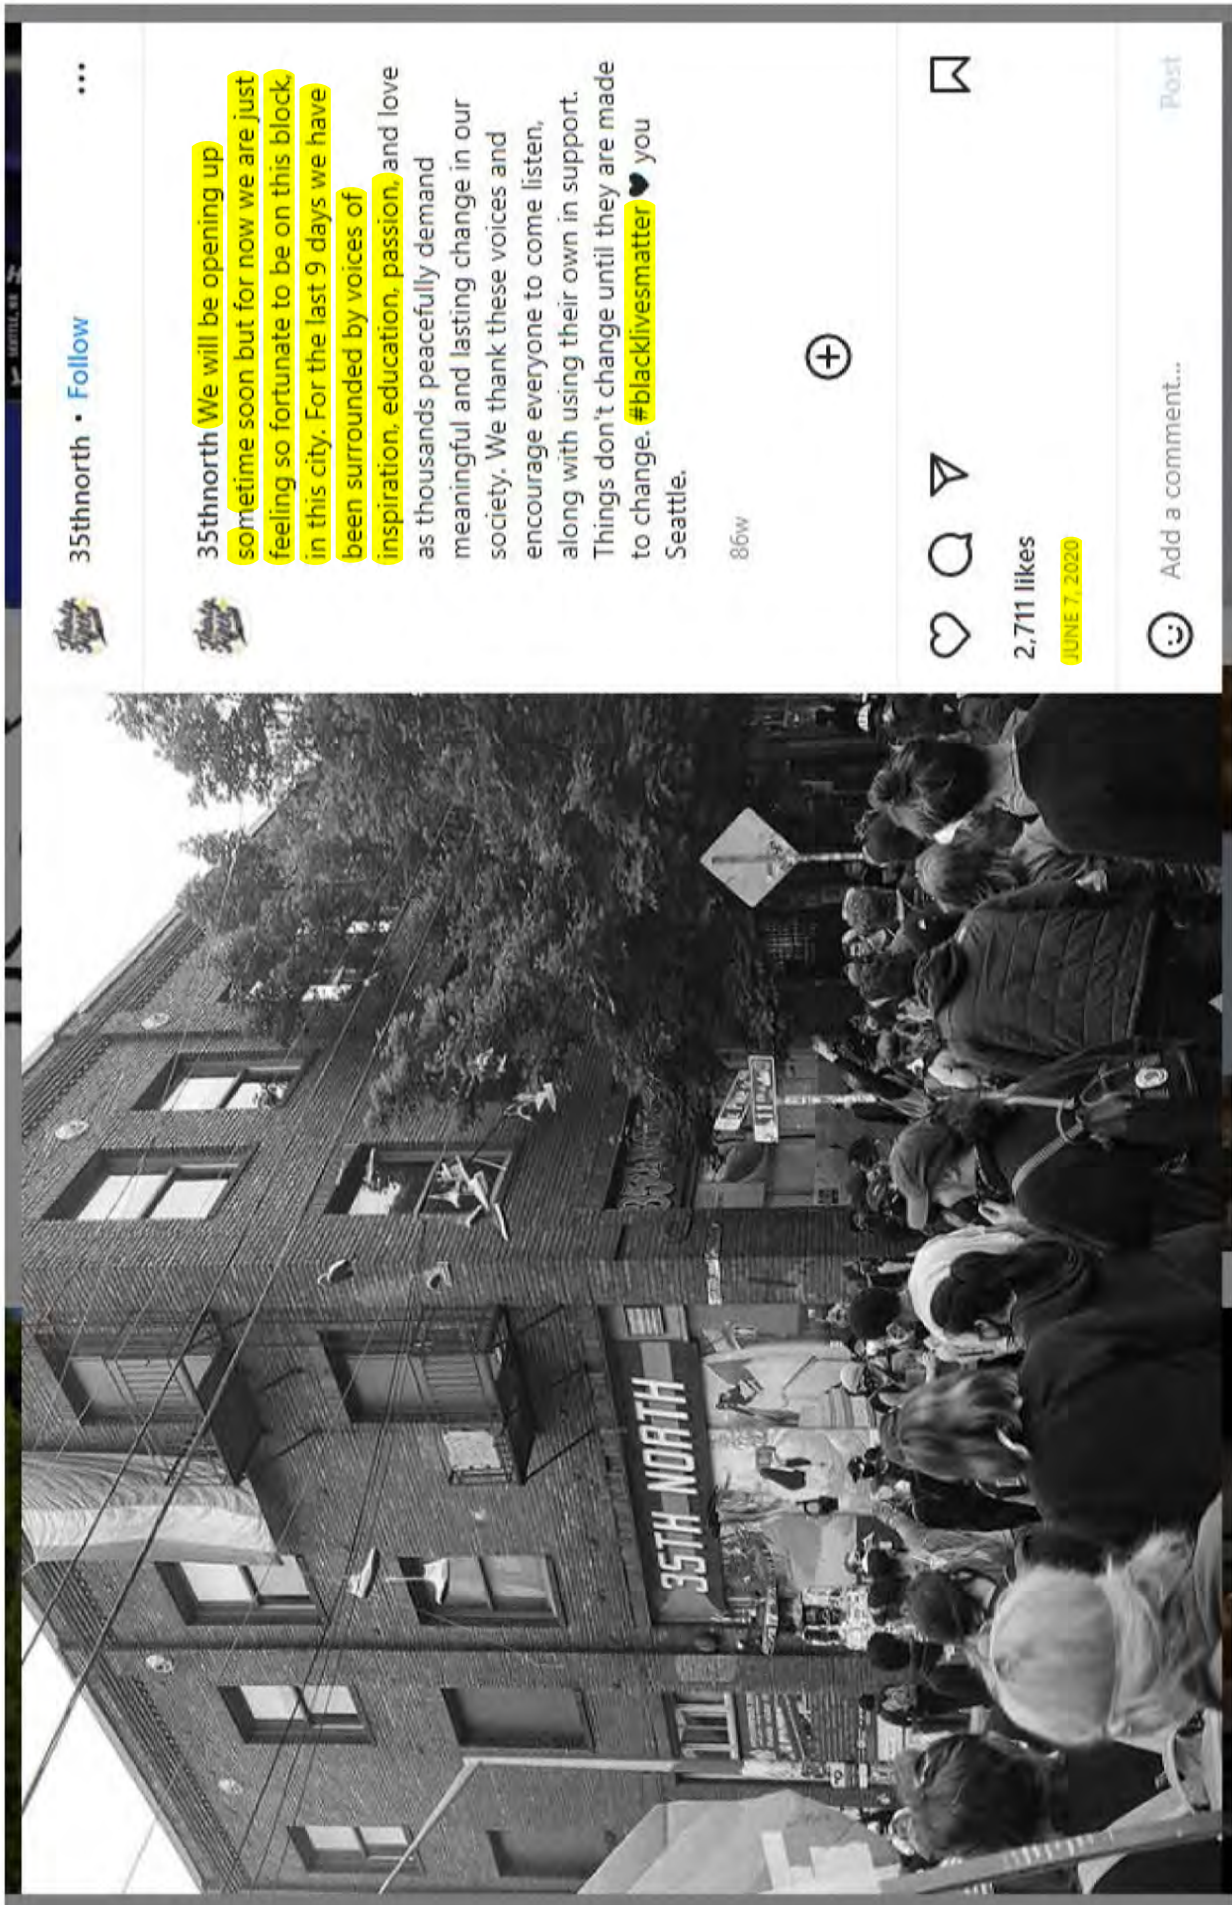 35thnorth • Follow
35thnorth We will be opening up
sometime soon but for now we are just
feeling so fortunate to be on this block,
in this city. For the last 9 days we have
been surrounded by voices of
inspiration, education, passion, and love
as thousands peacefully demand
meaningful and lasting change in our
society. We thank these voices and
encourage everyone to come listen,
along with using their own in support.
Things don't change until they are made
to change. #blacklivesmatter 🖤 you
Seattle.
86w
2,711 likes
JUNE 7, 2020
Add a comment... Post
35TH NORTH